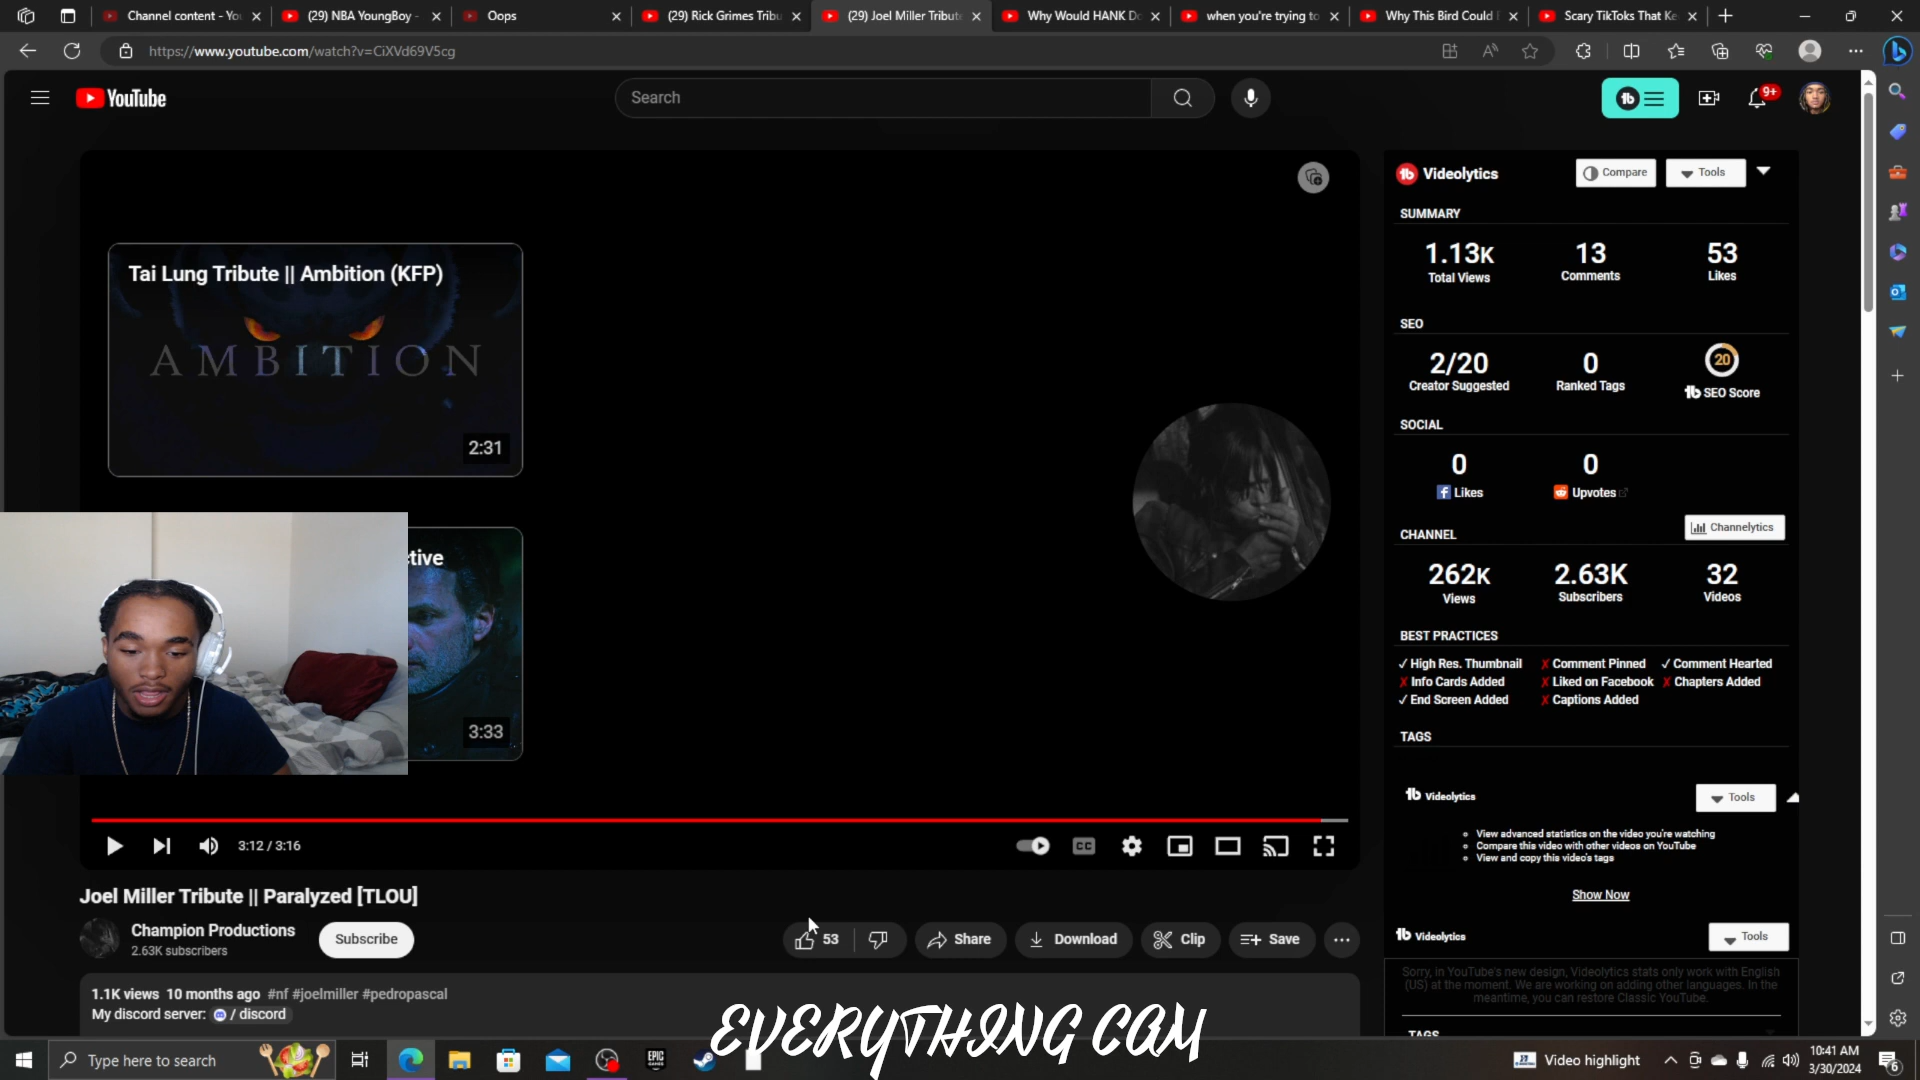 Channel content - Yo
(29) NBA YoungBoy -
Oops
(29) Rick Grimes Tribu
(29) Joel Miller Tribute
Why Would HANK Do
when you're trying to
Why This Bird Could
Scary TikToks That Ke
https://www.youtube.com/watch?v=CiXVd69V5cg
YouTube
Search
9+
Tai Lung Tribute || Ambition (KFP)
AMBITION
2:31
ctive
3:33
3:12 / 3:16
CC
Joel Miller Tribute || Paralyzed [TLOU]
Champion Productions
2.63K subscribers
Subscribe
53
Share
Download
Clip
Save
1.1K views 10 months ago #nf #joelmiller #pedropascal
My discord server: / discord
EVERYTHING CAM
Videolytics
Compare
Tools
SUMMARY
1.13K
Total Views
13
Comments
53
Likes
SEO
2/20
Creator Suggested
0
Ranked Tags
20
SEO Score
SOCIAL
0
Likes
0
Upvotes
CHANNEL
Channelytics
262K
Views
2.63K
Subscribers
32
Videos
BEST PRACTICES
✓ High Res. Thumbnail ✗ Comment Pinned ✓ Comment Hearted
✗ Info Cards Added ✗ Liked on Facebook ✗ Chapters Added
✓ End Screen Added ✗ Captions Added
TAGS
Videolytics
Tools
View advanced statistics on the video you're watching
Compare this video with other videos on YouTube
View and copy this video's tags
Show Now
Videolytics
Tools
Sorry, in YouTube's new design, Videolytics stats only work with English
(US) at the moment. We are working on adding other languages. In the
meantime, you can restore Classic YouTube.
TAGS
Type here to search
EPIC
GAMES
Video highlight
10:41 AM
3/30/2024
6